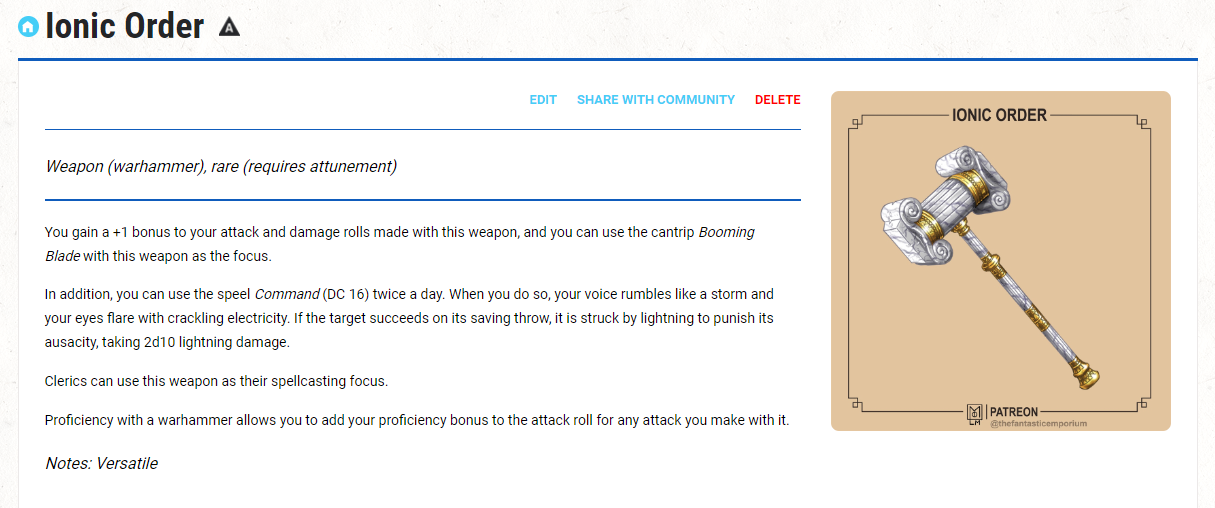 Ionic Order A
EDIT SHARE WITH COMMUNITY DELETE
Weapon (warhammer), rare (requires attunement)
You gain a +1 bonus to your attack and damage rolls made with this weapon, and you can use the cantrip Booming
Blade with this weapon as the focus.
In addition, you can use the speel Command (DC 16) twice a day. When you do so, your voice rumbles like a storm and
your eyes flare with crackling electricity. If the target succeeds on its saving throw, it is struck by lightning to punish its
ausacity, taking 2d10 lightning damage.
Clerics can use this weapon as their spellcasting focus.
Proficiency with a warhammer allows you to add your proficiency bonus to the attack roll for any attack you make with it.
Notes: Versatile
IONIC ORDER
PATREON
@thefantasticemporium